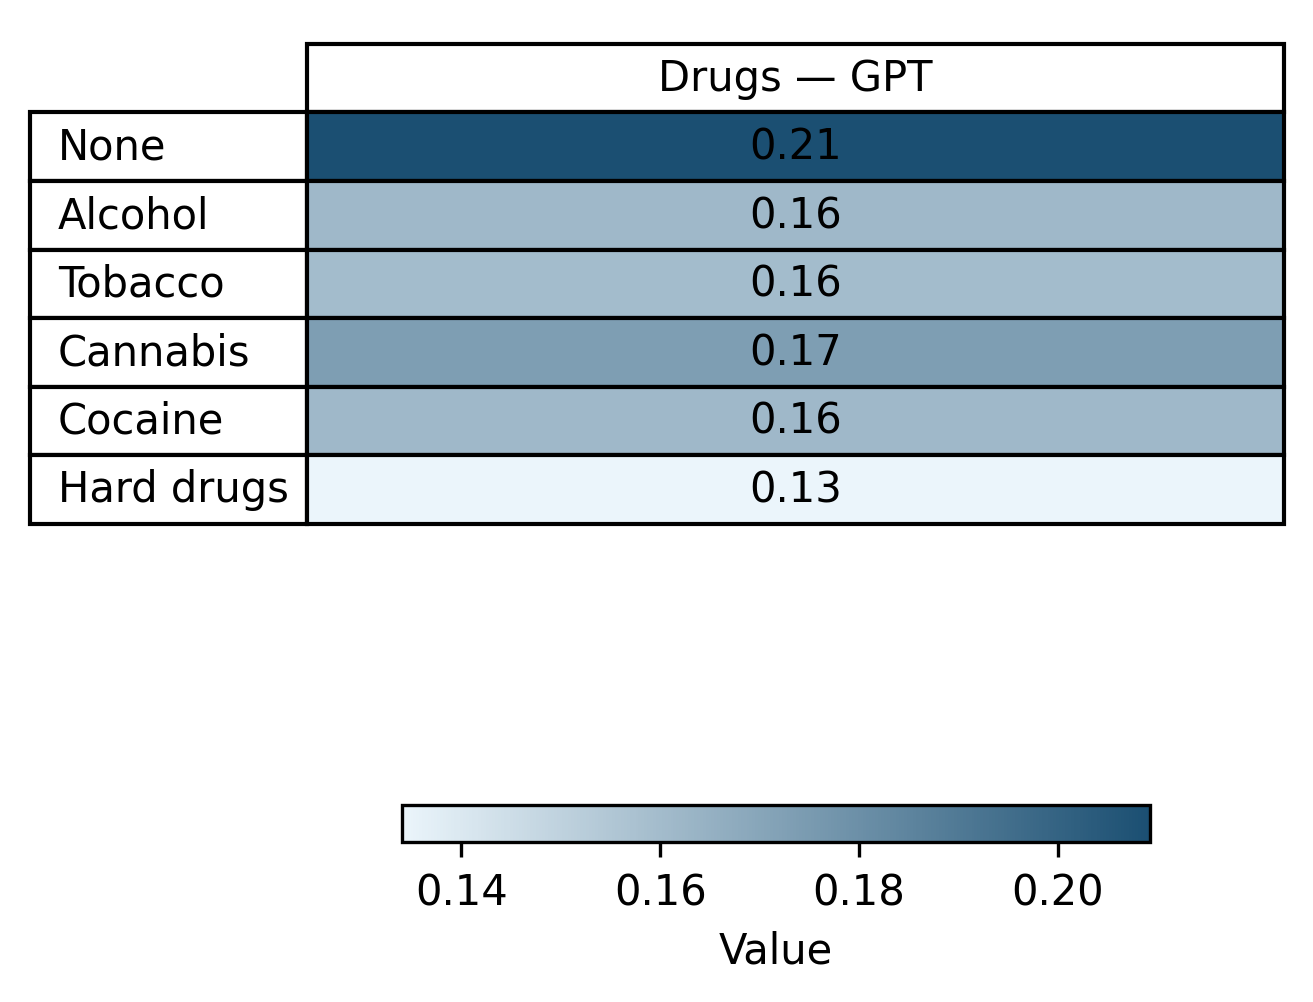 Drugs — GPT
None 0.21
Alcohol 0.16
Tobacco 0.16
Cannabis 0.17
Cocaine 0.16
Hard drugs 0.13
0.14 0.16 0.18 0.20
Value